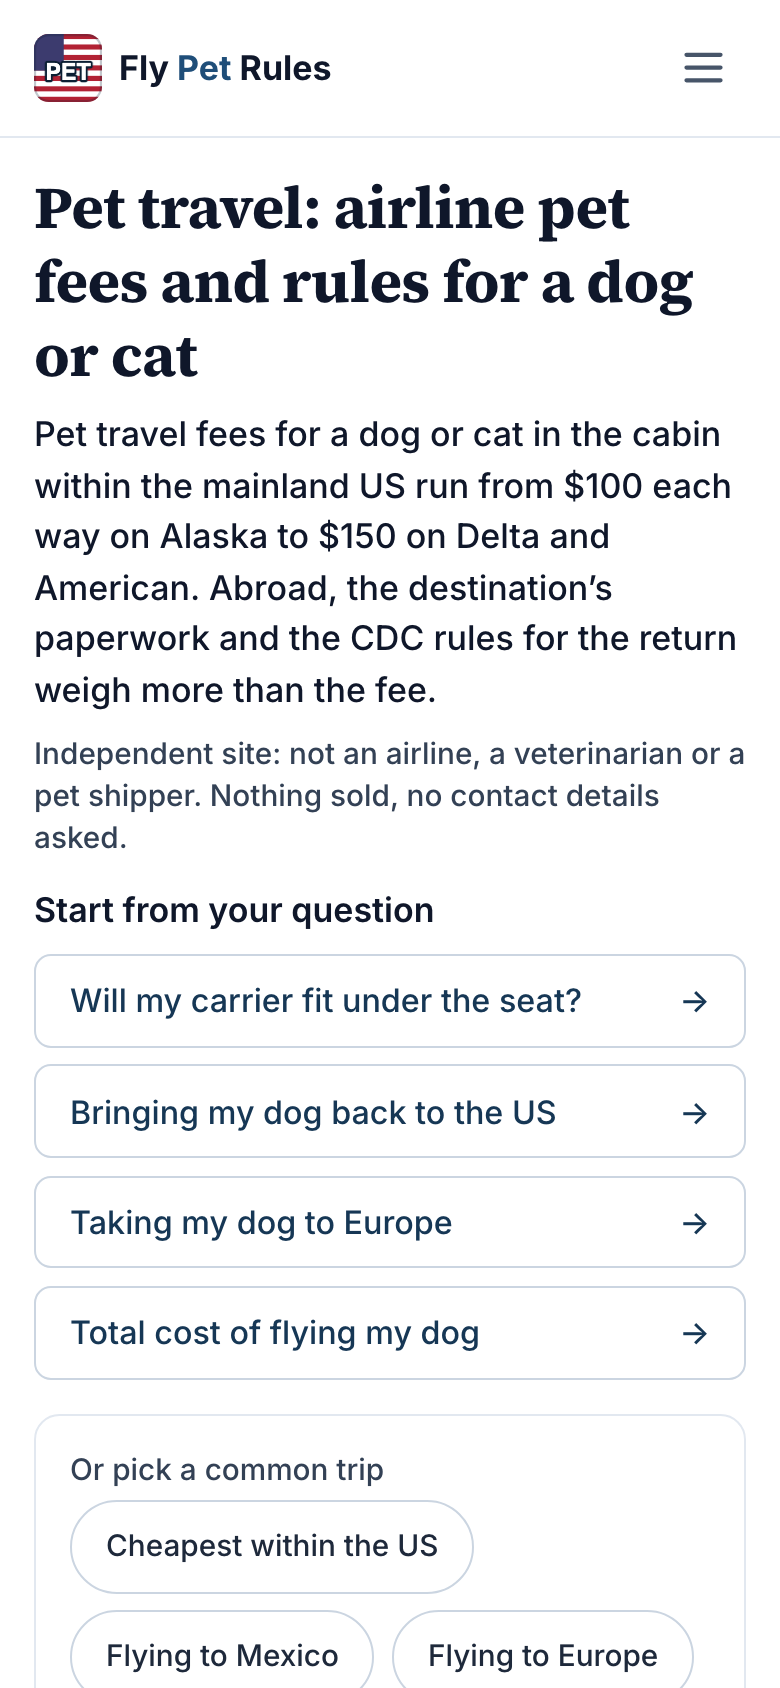 PET
Fly Pet Rules
Pet travel: airline pet
fees and rules for a dog
or cat
Pet travel fees for a dog or cat in the cabin
within the mainland US run from $100 each
way on Alaska to $150 on Delta and
American. Abroad, the destination’s
paperwork and the CDC rules for the return
weigh more than the fee.
Independent site: not an airline, a veterinarian or a
pet shipper. Nothing sold, no contact details
asked.
Start from your question
Will my carrier fit under the seat? →
Bringing my dog back to the US →
Taking my dog to Europe →
Total cost of flying my dog →
Or pick a common trip
Cheapest within the US
Flying to Mexico Flying to Europe